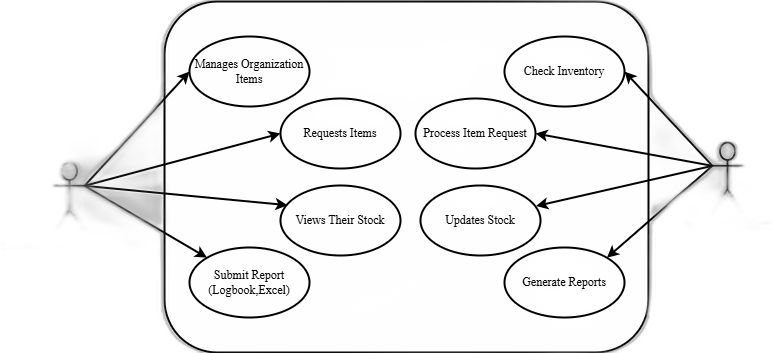 Manages Organization
Items
Check Inventory
Requests Items
Process Item Request
Views Their Stock
Updates Stock
Submit Report
(Logbook,Excel)
Generate Reports